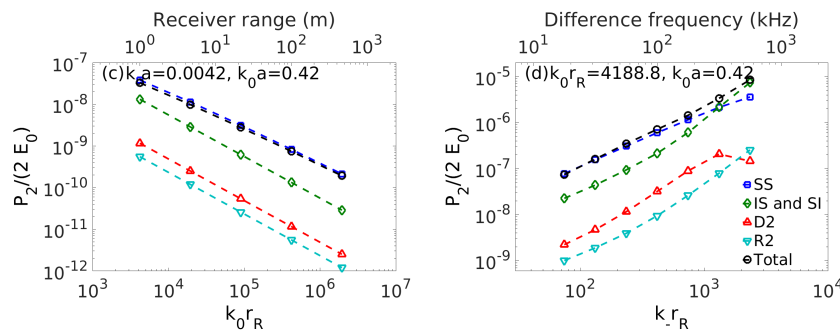 Receiver range (m)
10^0 10^1 10^2 10^3
(c)k_a=0.0042, k_0a=0.42
10^-7
10^-8
10^-9
10^-10
10^-11
10^-12
P_2/(2 E_0)
10^3 10^4 10^5 10^6 10^7
k_0r_R
Difference frequency (kHz)
10^1 10^2 10^3
(d)k_0r_R=4188.8, k_0a=0.42
10^-5
10^-6
10^-7
10^-8
10^-9
P_2/(2 E_0)
SS
IS and SI
D2
R2
Total
10^2 10^3 10^4
k_-r_R